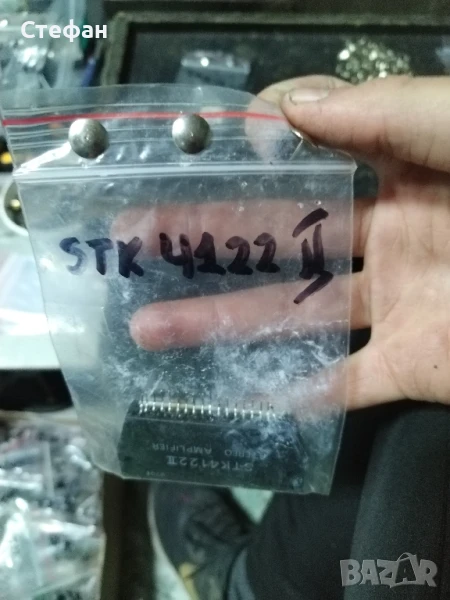 Стефан
STK 4122 II
STK4122II
STEREO AMPLIFIER
BAZAR